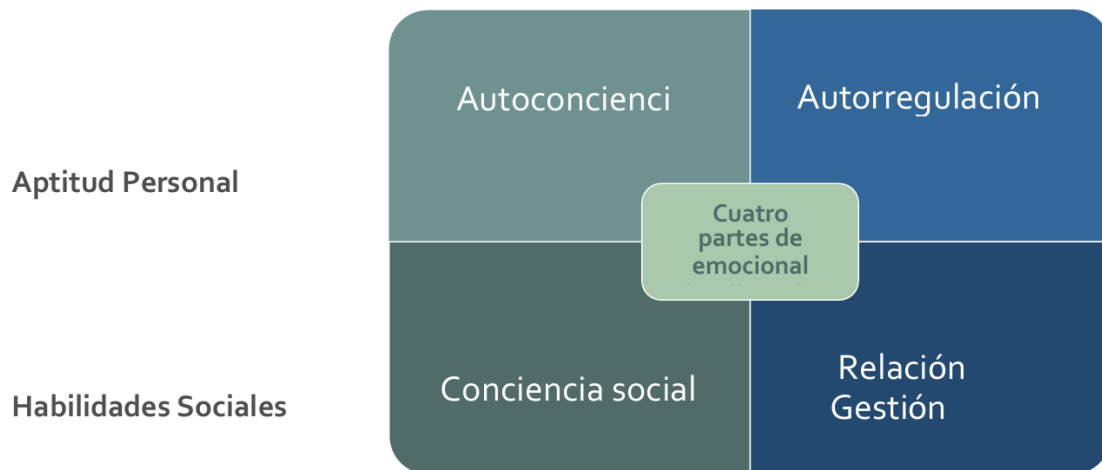 Autoconcienci
Autorregulación
Aptitud Personal
Cuatro
partes de
emocional
Conciencia social
Relación
Gestión
Habilidades Sociales